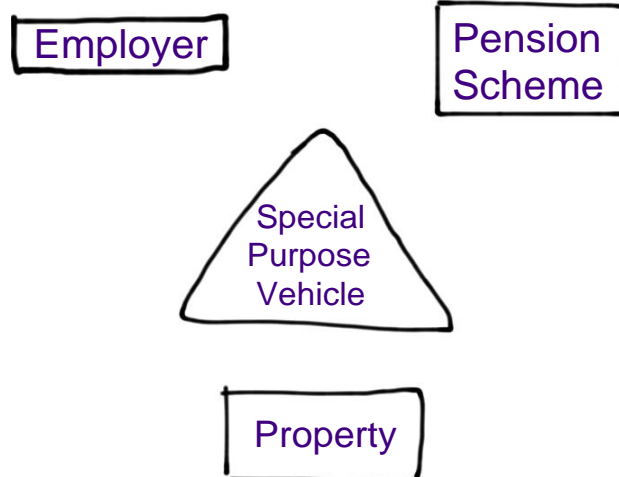 Employer
Pension
Scheme
Special
Purpose
Vehicle
Property